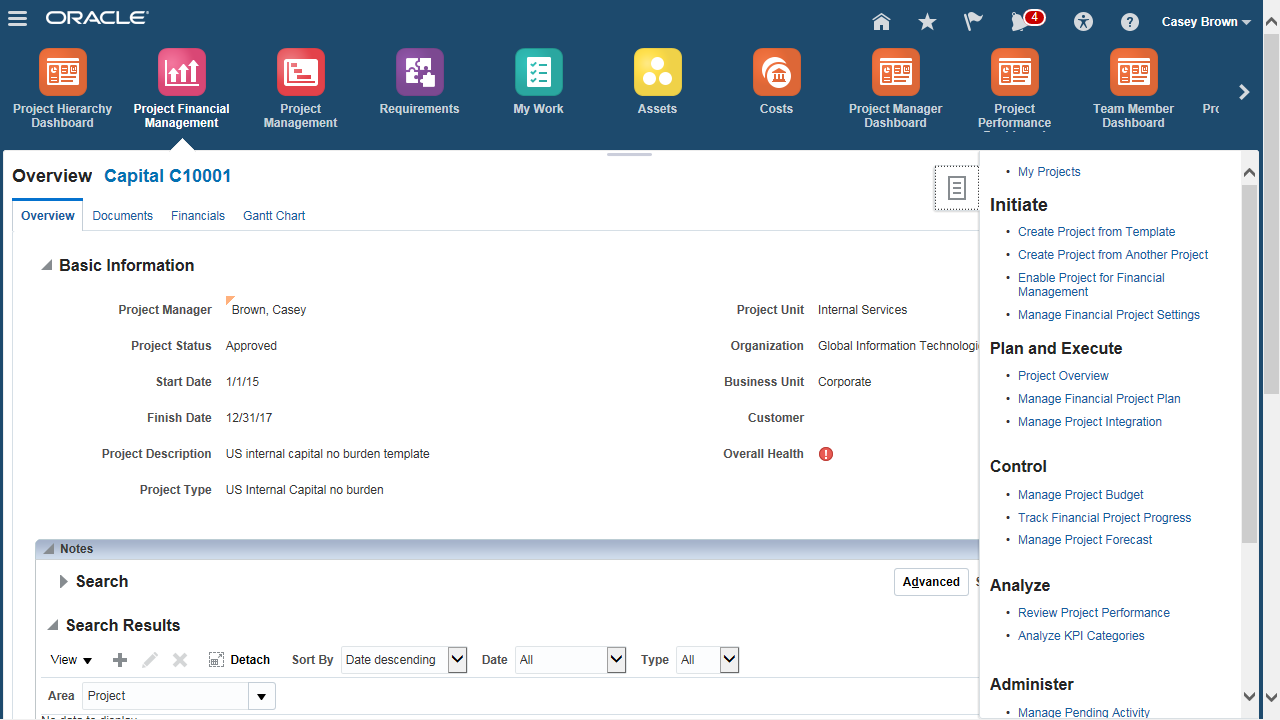 ORACLE
4
Casey Brown
Project Hierarchy Dashboard
Project Financial Management
Project Management
Requirements
My Work
Assets
Costs
Project Manager Dashboard
Project Performance
Team Member Dashboard
Overview Capital C10001
Overview Documents Financials Gantt Chart
Basic Information
Project Manager Brown, Casey
Project Status Approved
Start Date 1/1/15
Finish Date 12/31/17
Project Description US internal capital no burden template
Project Type US Internal Capital no burden
Project Unit Internal Services
Organization Global Information Technologi
Business Unit Corporate
Customer
Overall Health
Notes
Search
Advanced
Search Results
View Detach Sort By Date descending Date All Type All
Area Project
No data to display
My Projects
Initiate
Create Project from Template
Create Project from Another Project
Enable Project for Financial
Management
Manage Financial Project Settings
Plan and Execute
Project Overview
Manage Financial Project Plan
Manage Project Integration
Control
Manage Project Budget
Track Financial Project Progress
Manage Project Forecast
Analyze
Review Project Performance
Analyze KPI Categories
Administer
Manage Pending Activity